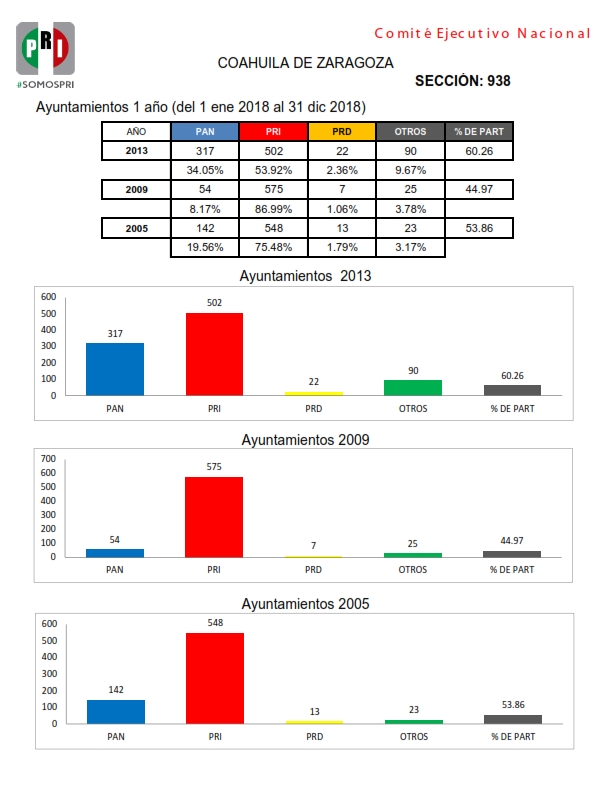 PRI
#SOMOSPRI
Comité Ejecutivo Nacional
COAHUILA DE ZARAGOZA
SECCIÓN: 938
Ayuntamientos 1 año (del 1 ene 2018 al 31 dic 2018)
AÑO PAN PRI PRD OTROS % DE PART
2013 317 502 22 90 60.26
34.05% 53.92% 2.36% 9.67%
2009 54 575 7 25 44.97
8.17% 86.99% 1.06% 3.78%
2005 142 548 13 23 53.86
19.56% 75.48% 1.79% 3.17%
Ayuntamientos 2013
600
500
400
300
200
100
0
317
502
22
90
60.26
PAN PRI PRD OTROS % DE PART
Ayuntamientos 2009
700
600
500
400
300
200
100
0
54
575
7
25
44.97
PAN PRI PRD OTROS % DE PART
Ayuntamientos 2005
600
500
400
300
200
100
0
142
548
13
23
53.86
PAN PRI PRD OTROS % DE PART